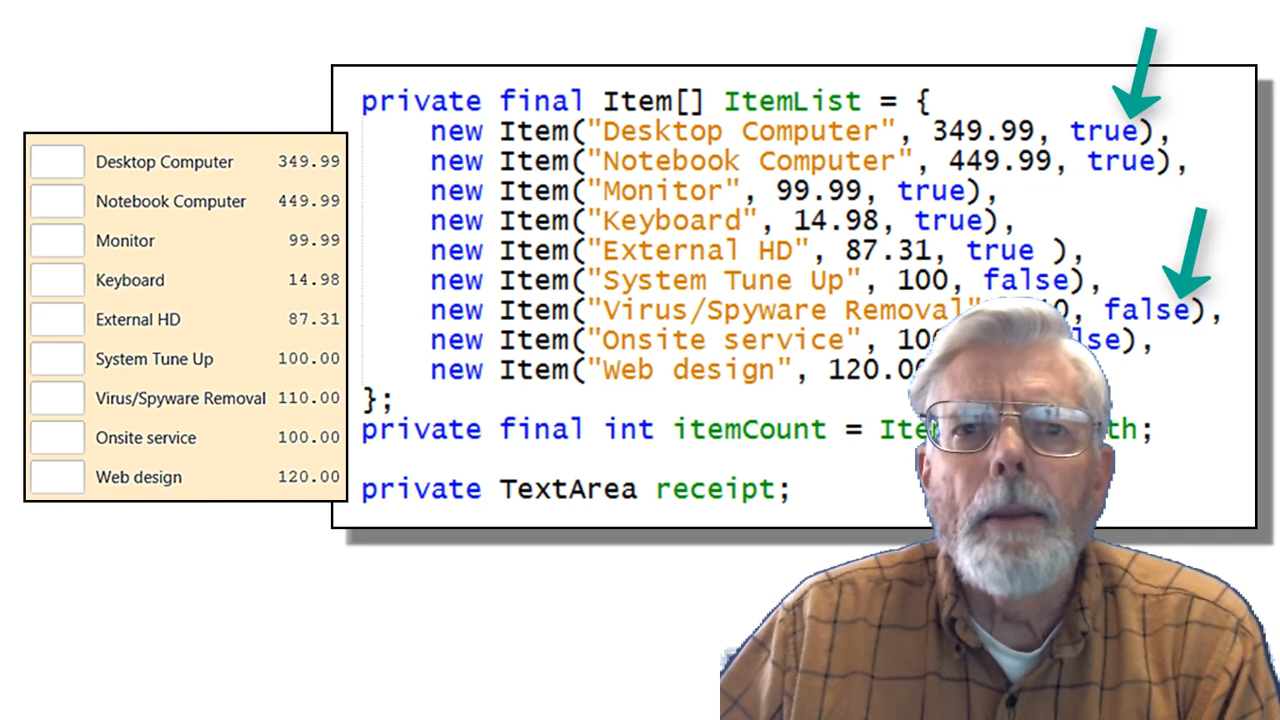 Desktop Computer 349.99
Notebook Computer 449.99
Monitor 99.99
Keyboard 14.98
External HD 87.31
System Tune Up 100.00
Virus/Spyware Removal 110.00
Onsite service 100.00
Web design 120.00
private final Item[] ItemList = {
new Item("Desktop Computer", 349.99, true),
new Item("Notebook Computer", 449.99, true),
new Item("Monitor", 99.99, true),
new Item("Keyboard", 14.98, true),
new Item("External HD", 87.31, true ),
new Item("System Tune Up", 100, false),
new Item("Virus/Spyware Removal" 0, false),
new Item("Onsite service", 10 lse),
new Item("Web design", 120.0
};
private final int itemCount = Ite th;
private TextArea receipt;